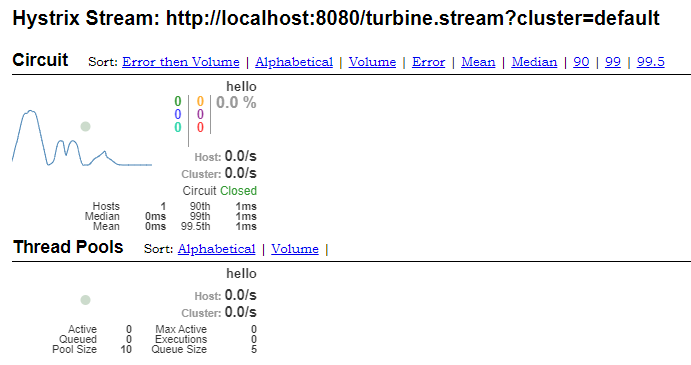 Hystrix Stream: http://localhost:8080/turbine.stream?cluster=default
Circuit Sort: Error then Volume | Alphabetical | Volume | Error | Mean | Median | 90 | 99 | 99.5
hello
0 0 0.0 %
0 0
0 0
Host: 0.0/s
Cluster: 0.0/s
Circuit Closed
Hosts 1 90th 1ms
Median 0ms 99th 1ms
Mean 0ms 99.5th 1ms
Thread Pools Sort: Alphabetical | Volume |
hello
Host: 0.0/s
Cluster: 0.0/s
Active 0 Max Active 0
Queued 0 Executions 0
Pool Size 10 Queue Size 5